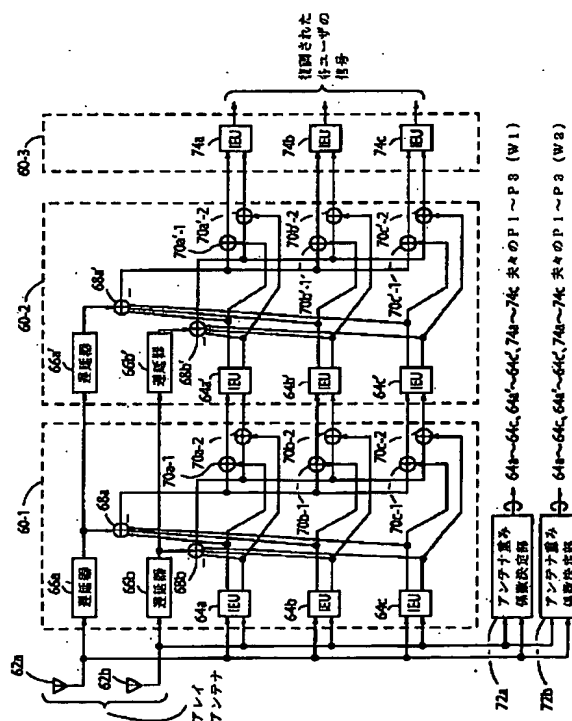 60-1
60-2
60-3
62a
62b
アレイ
アンテナ
66a
遅延器
66b
遅延器
68a
68b
64a
IEU
64b
IEU
64c
IEU
70a-1
70a-2
70b-1
70b-2
70c-1
70c-2
66a'
遅延器
66b'
遅延器
68a'
68b'
64a'
IEU
64b'
IEU
64c'
IEU
70a'-1
70a'-2
70b'-1
70b'-2
70c'-1
70c'-2
74a
IEU
74b
IEU
74c
IEU
復調された
各ユーザの
信号
72a
アンテナ重み
係数決定部
64a～64c, 64a'～64c', 74a～74c 夫々のP1～P3 (W1)
72b
アンテナ重み
係数決定部
64a～64c, 64a'～64c', 74a～74c 夫々のP1～P3 (W2)